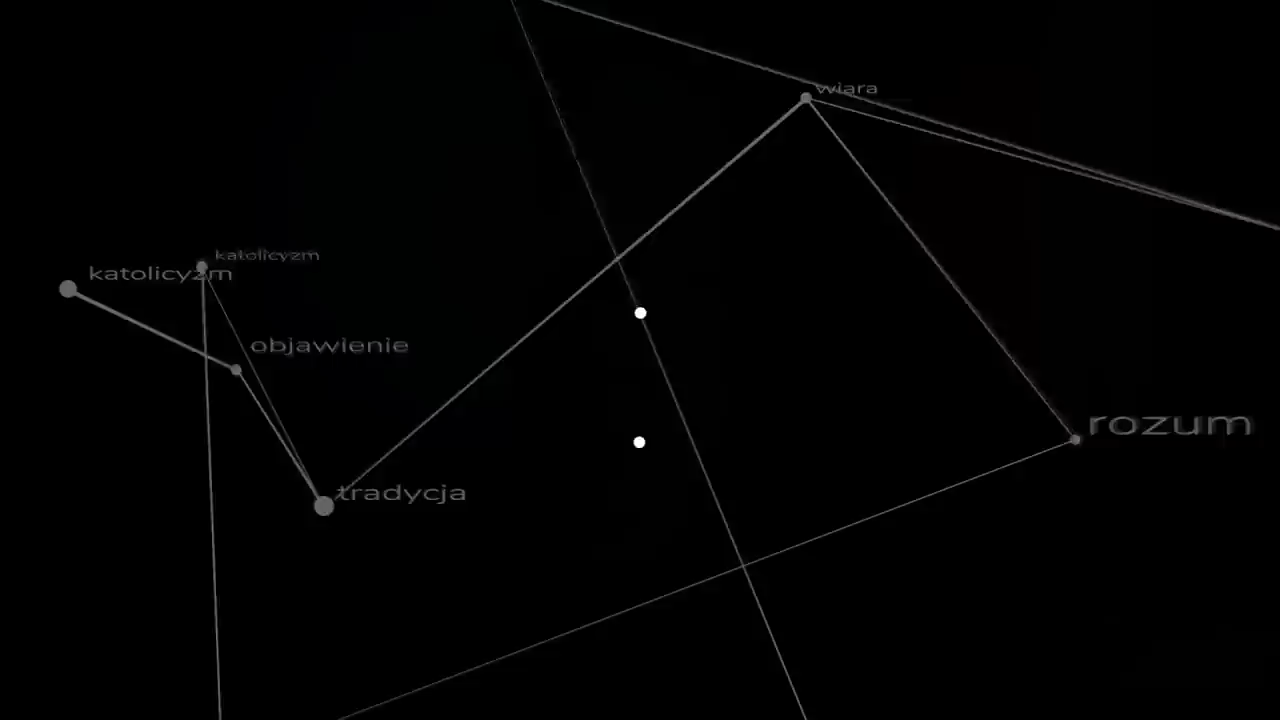 wiara
katolicyzm
katolicyzm
objawienie
rozum
tradycja